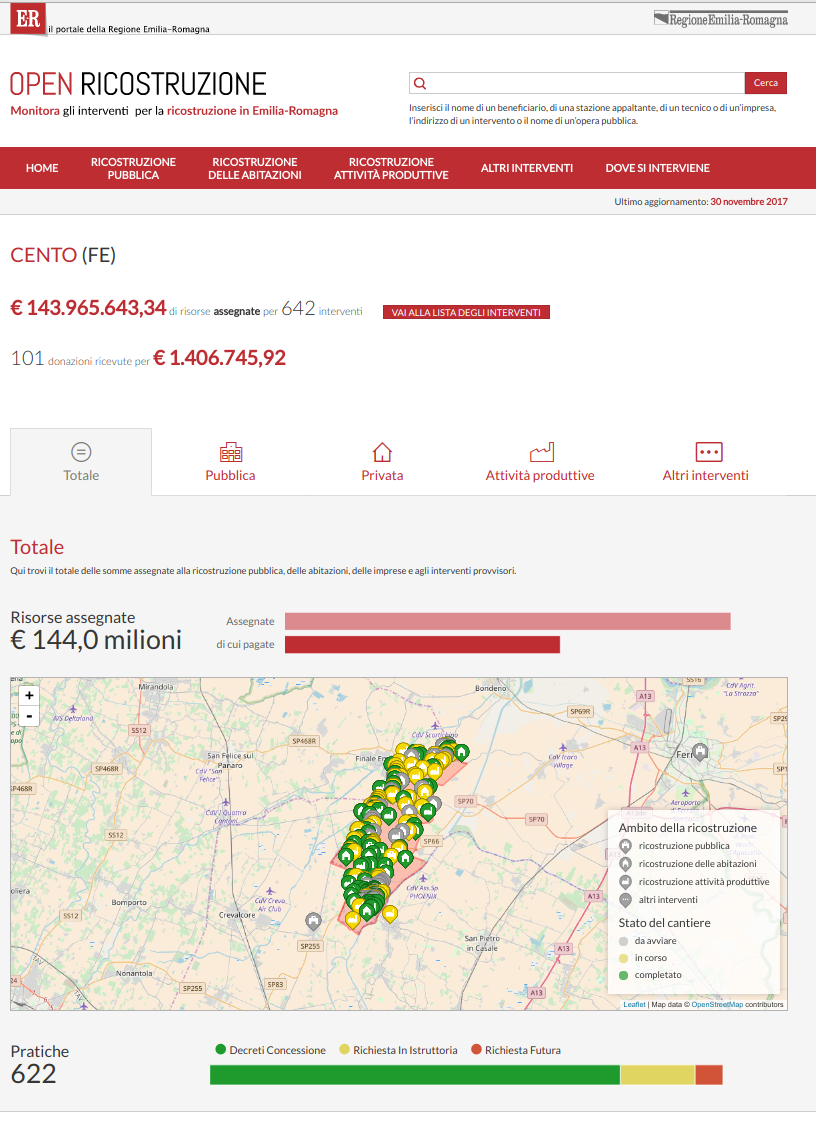 ER il portale della Regione Emilia-Romagna
RegioneEmilia-Romagna
OPEN RICOSTRUZIONE
Monitora gli interventi per la ricostruzione in Emilia-Romagna
Cerca
Inserisci il nome di un beneficiario, di una stazione appaltante, di un tecnico o di un'impresa,
l'indirizzo di un intervento o il nome di un'opera pubblica.
HOME
RICOSTRUZIONE
PUBBLICA
RICOSTRUZIONE
DELLE ABITAZIONI
RICOSTRUZIONE
ATTIVITÀ PRODUTTIVE
ALTRI INTERVENTI
DOVE SI INTERVIENE
Ultimo aggiornamento: 30 novembre 2017
CENTO (FE)
€ 143.965.643,34 di risorse assegnate per 642 interventi
VAI ALLA LISTA DEGLI INTERVENTI
101 donazioni ricevute per € 1.406.745,92
Totale
Pubblica
Privata
Attività produttive
Altri interventi
Totale
Qui trovi il totale delle somme assegnate alla ricostruzione pubblica, delle abitazioni, delle imprese e agli interventi provvisori.
Risorse assegnate
€ 144,0 milioni
Assegnate
di cui pagate
+
-
Mirandola
Bondeno
SS16
CdV Agrit.
"La Strazza"
A13
SP69R
SS12
SP468R
CdV Scortichino
San Felice sul
Panaro
CdV "San
Felice"
Finale Em
CdV Icaro
Village
A13
Ferr
SP468R
SP468R
CdV I Quattro
Cantoni
SP70
SP70
Aeroporto
SS12
SP66
CdV Am.Sp.
PHOENIX
CdV Creva
Air Club
Bomporto
Crevalcore
A13
SS12
SP255
San Pietro
in Casale
A13
Nonantola
SP255
SP83
A13
Ambito della ricostruzione
ricostruzione pubblica
ricostruzione delle abitazioni
ricostruzione attività produttive
altri interventi
Stato del cantiere
da avviare
in corso
completato
Leaflet | Map data © OpenStreetMap contributors
Pratiche
622
Decreti Concessione
Richiesta In Istruttoria
Richiesta Futura